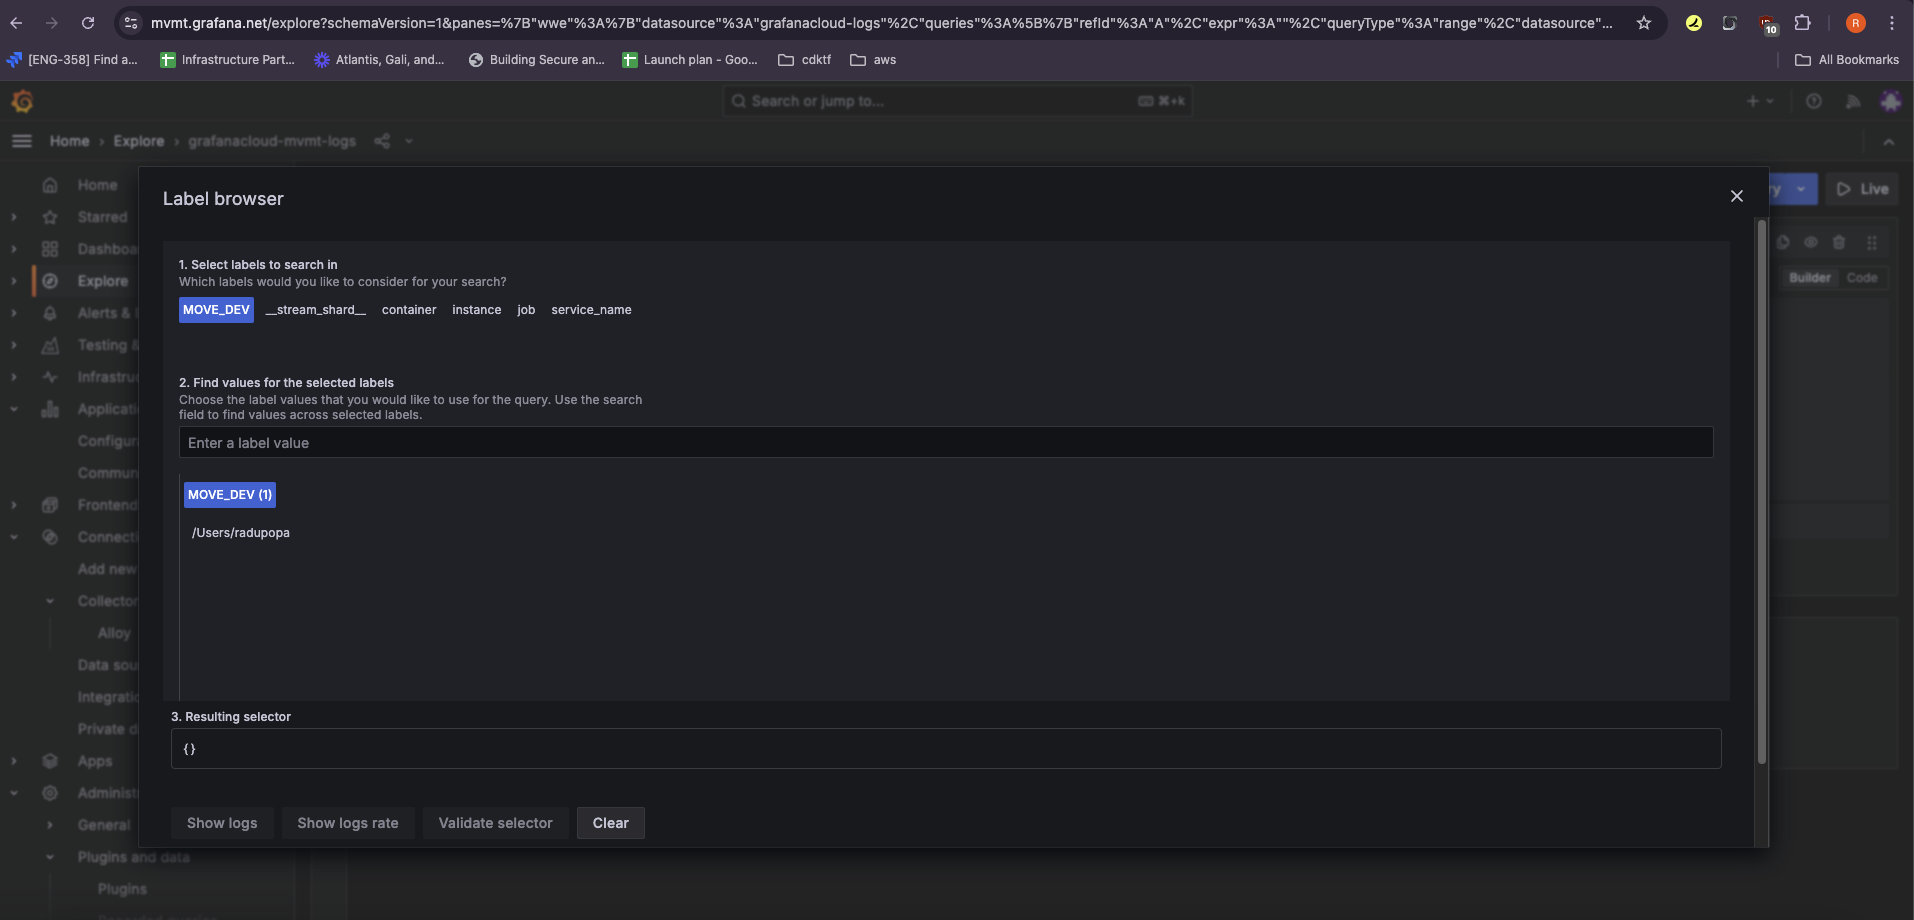 mvmt.grafana.net/explore?schemaVersion=1&panes=%7B"wwe"%3A%7B"datasource"%3A"grafanacloud-logs"%2C"queries"%3A%5B%7B"refId"%3A"A"%2C"expr"%3A""%2C"queryType"%3A"range"%2C"datasource"...
10
R
[ENG-358] Find a...
Infrastructure Part...
Atlantis, Gali, and...
Building Secure an...
Launch plan - Goo...
cdktf
aws
All Bookmarks
Search or jump to...
⌘+k
Home › Explore › grafanacloud-mvmt-logs
Home
Starred
Dashboa
Explore
Alerts &
Testing &
Infrastruc
Applicati
Configur
Commun
Frontend
Connecti
Add new
Collector
Alloy
Data sou
Integratio
Private d
Apps
Administ
General
Plugins and data
Plugins
ry
Live
Builder
Code
Label browser
1. Select labels to search in
Which labels would you like to consider for your search?
MOVE_DEV __stream_shard__ container instance job service_name
2. Find values for the selected labels
Choose the label values that you would like to use for the query. Use the search
field to find values across selected labels.
Enter a label value
MOVE_DEV (1)
/Users/radupopa
3. Resulting selector
{}
Show logs
Show logs rate
Validate selector
Clear